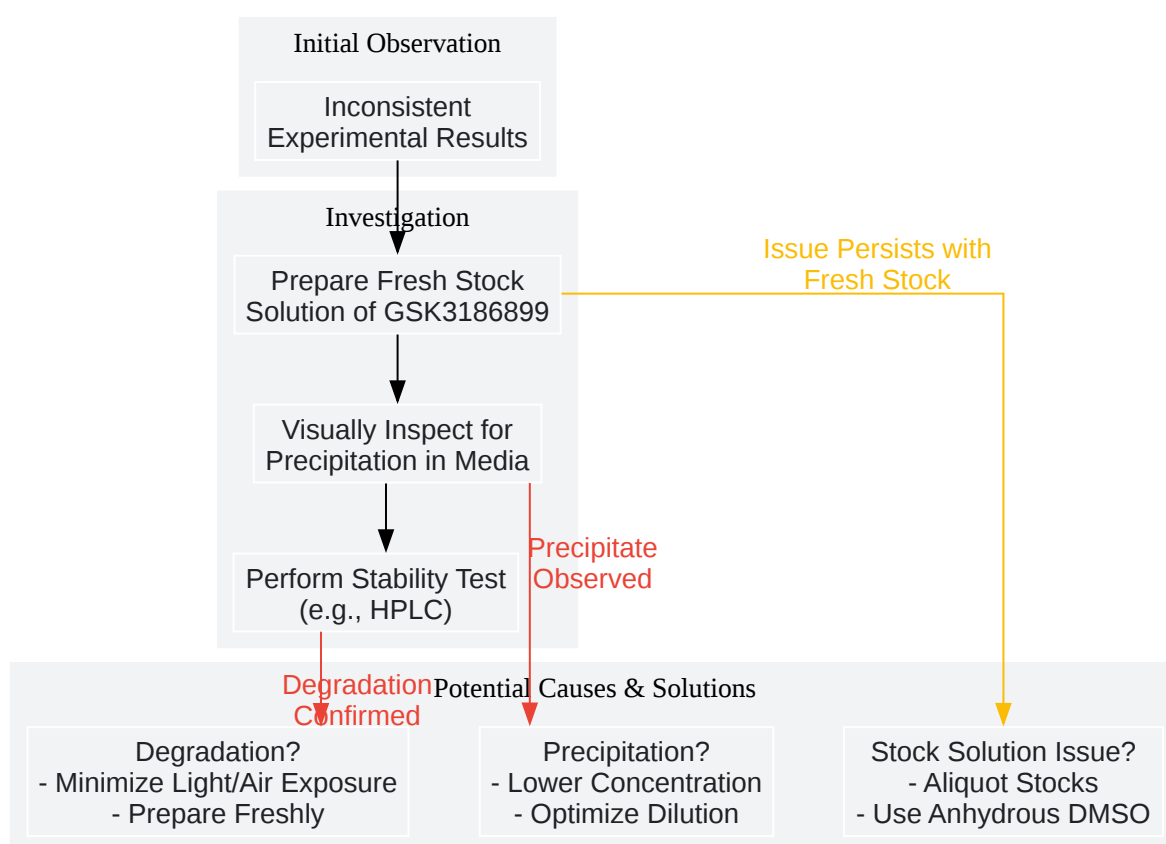 Initial Observation
Inconsistent
Experimental Results
Investigation
Prepare Fresh Stock
Solution of GSK3186899
Issue Persists with
Fresh Stock
Visually Inspect for
Precipitation in Media
Perform Stability Test
(e.g., HPLC)
Precipitate
Observed
Degradation
Confirmed
Potential Causes & Solutions
Degradation?
- Minimize Light/Air Exposure
- Prepare Freshly
Precipitation?
- Lower Concentration
- Optimize Dilution
Stock Solution Issue?
- Aliquot Stocks
- Use Anhydrous DMSO